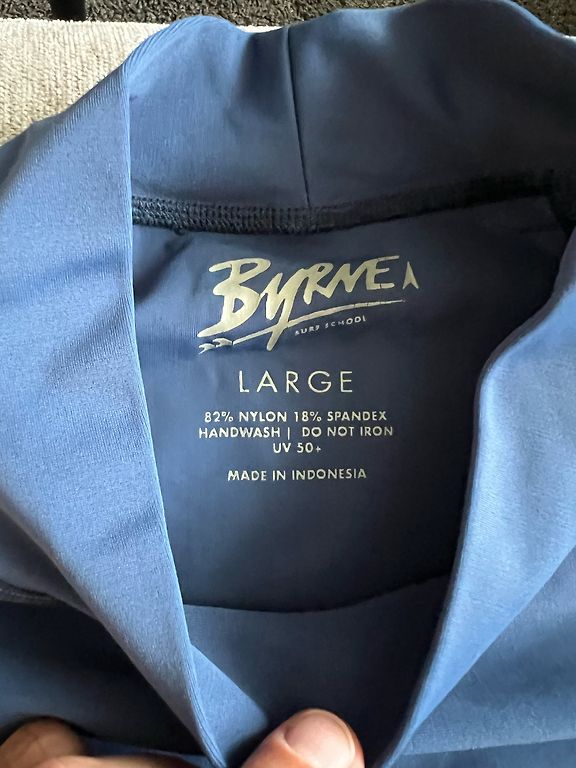 BYRNE
SURF SCHOOL
LARGE
82% NYLON 18% SPANDEX
HANDWASH | DO NOT IRON
UV 50+
MADE IN INDONESIA